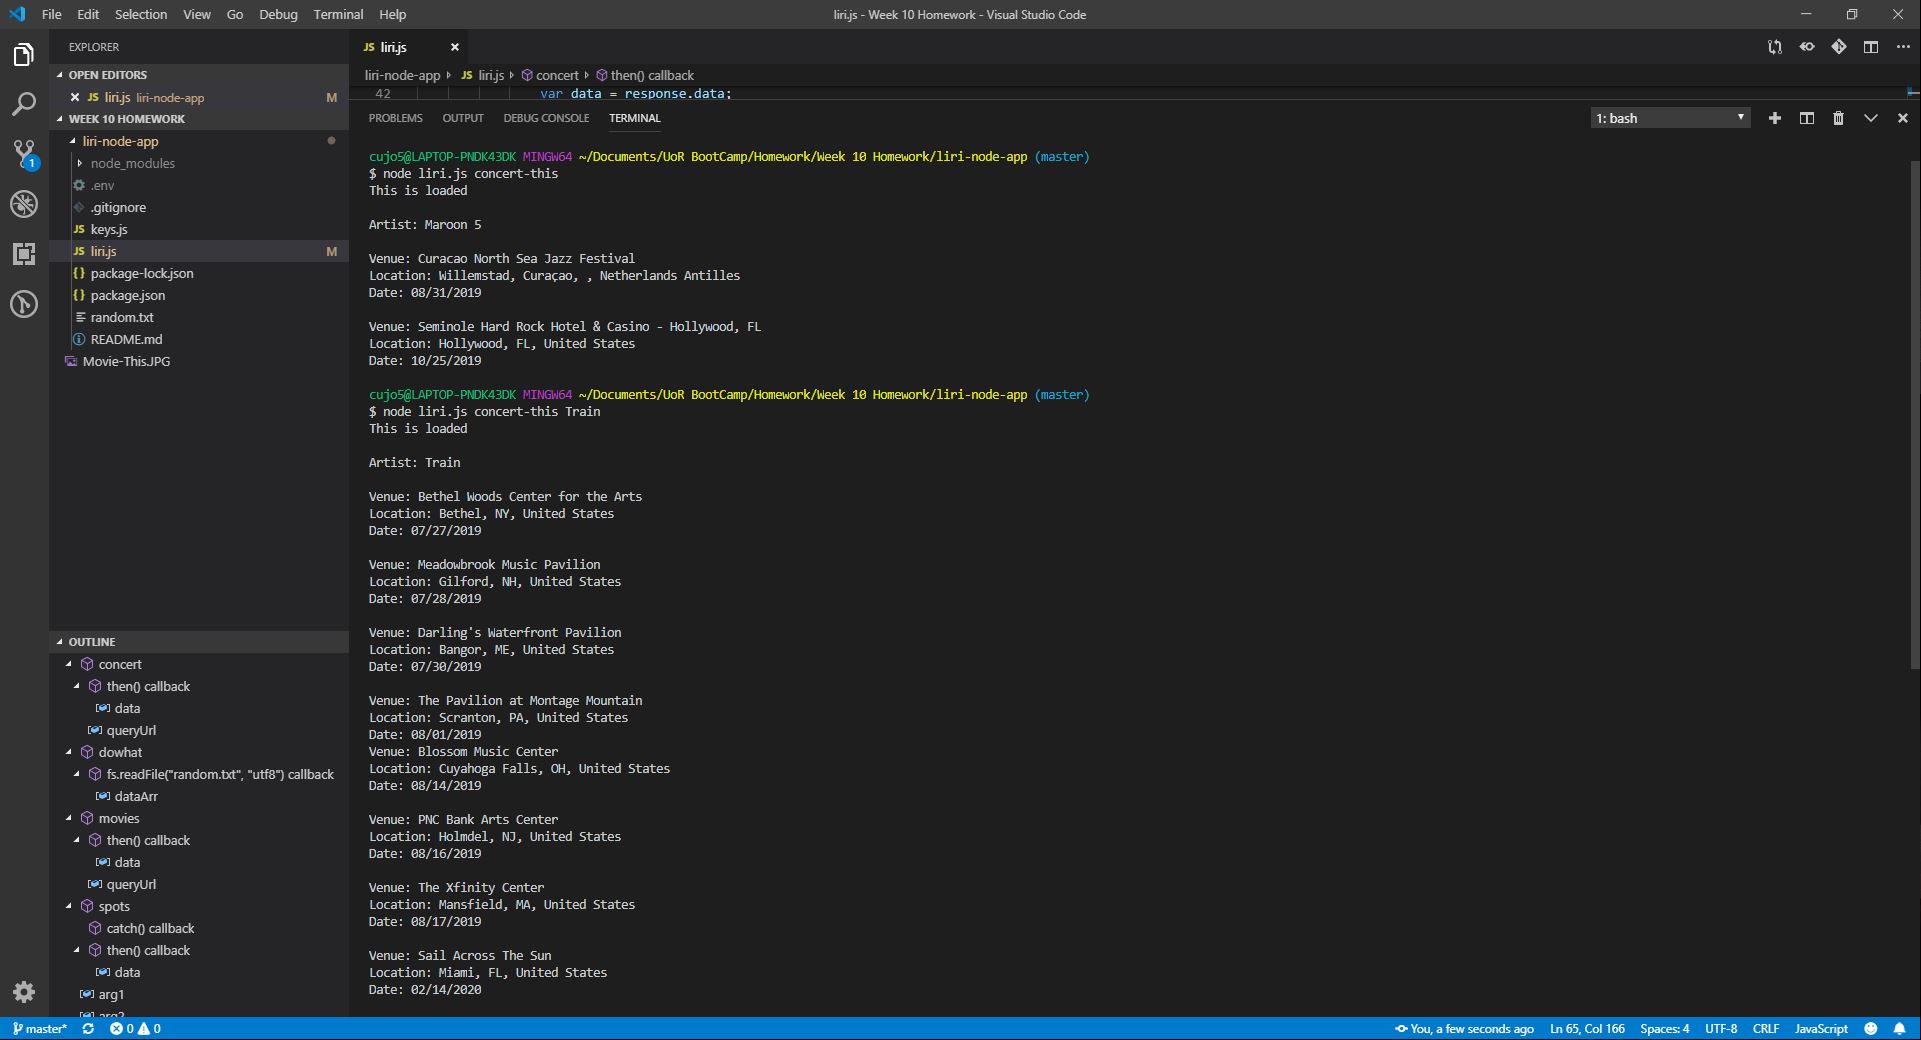 File Edit Selection View Go Debug Terminal Help
liri.js - Week 10 Homework - Visual Studio Code
EXPLORER
OPEN EDITORS
JS liri.js liri-node-app M
WEEK 10 HOMEWORK
liri-node-app
node_modules
.env
.gitignore
JS keys.js
JS liri.js M
{} package-lock.json
{} package.json
random.txt
README.md
Movie-This.JPG
1
OUTLINE
concert
then() callback
data
queryUrl
dowhat
fs.readFile("random.txt", "utf8") callback
dataArr
movies
then() callback
data
queryUrl
spots
catch() callback
then() callback
data
arg1
arg2
JS liri.js
liri-node-app JS liri.js concert then() callback
42 var data = response.data;
PROBLEMS OUTPUT DEBUG CONSOLE TERMINAL
1: bash
cujo5@LAPTOP-PNDK43DK MINGW64 ~/Documents/UoR BootCamp/Homework/Week 10 Homework/liri-node-app (master)
$ node liri.js concert-this
This is loaded
Artist: Maroon 5
Venue: Curacao North Sea Jazz Festival
Location: Willemstad, Curaçao, , Netherlands Antilles
Date: 08/31/2019
Venue: Seminole Hard Rock Hotel & Casino - Hollywood, FL
Location: Hollywood, FL, United States
Date: 10/25/2019
cujo5@LAPTOP-PNDK43DK MINGW64 ~/Documents/UoR BootCamp/Homework/Week 10 Homework/liri-node-app (master)
$ node liri.js concert-this Train
This is loaded
Artist: Train
Venue: Bethel Woods Center for the Arts
Location: Bethel, NY, United States
Date: 07/27/2019
Venue: Meadowbrook Music Pavilion
Location: Gilford, NH, United States
Date: 07/28/2019
Venue: Darling's Waterfront Pavilion
Location: Bangor, ME, United States
Date: 07/30/2019
Venue: The Pavilion at Montage Mountain
Location: Scranton, PA, United States
Date: 08/01/2019
Venue: Blossom Music Center
Location: Cuyahoga Falls, OH, United States
Date: 08/14/2019
Venue: PNC Bank Arts Center
Location: Holmdel, NJ, United States
Date: 08/16/2019
Venue: The Xfinity Center
Location: Mansfield, MA, United States
Date: 08/17/2019
Venue: Sail Across The Sun
Location: Miami, FL, United States
Date: 02/14/2020
master* 0 0
You, a few seconds ago Ln 65, Col 166 Spaces: 4 UTF-8 CRLF JavaScript